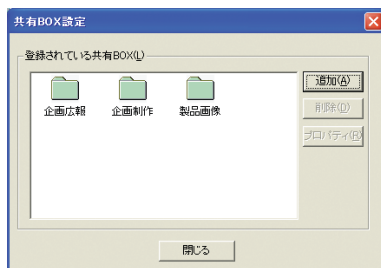 共有BOX設定
登録されている共有BOX(L)
企画広報
企画制作
製品画像
追加(A)
削除(D)
プロパティ(R)
閉じる